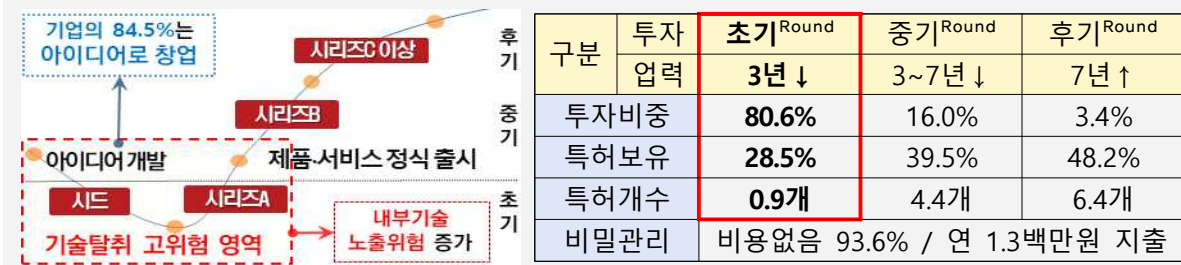 기업의 84.5%는
아이디어로 창업
시리즈C 이상
후기
시리즈B
중기
아이디어 개발
제품·서비스 정식 출시
시드
시리즈A
초기
기술탈취 고위험 영역
내부기술
노출위험 증가
구분 투자 초기Round 중기Round 후기Round
업력 3년↓ 3~7년↓ 7년↑
투자비중 80.6% 16.0% 3.4%
특허보유 28.5% 39.5% 48.2%
특허개수 0.9개 4.4개 6.4개
비밀관리 비용없음 93.6% / 연 1.3백만원 지출